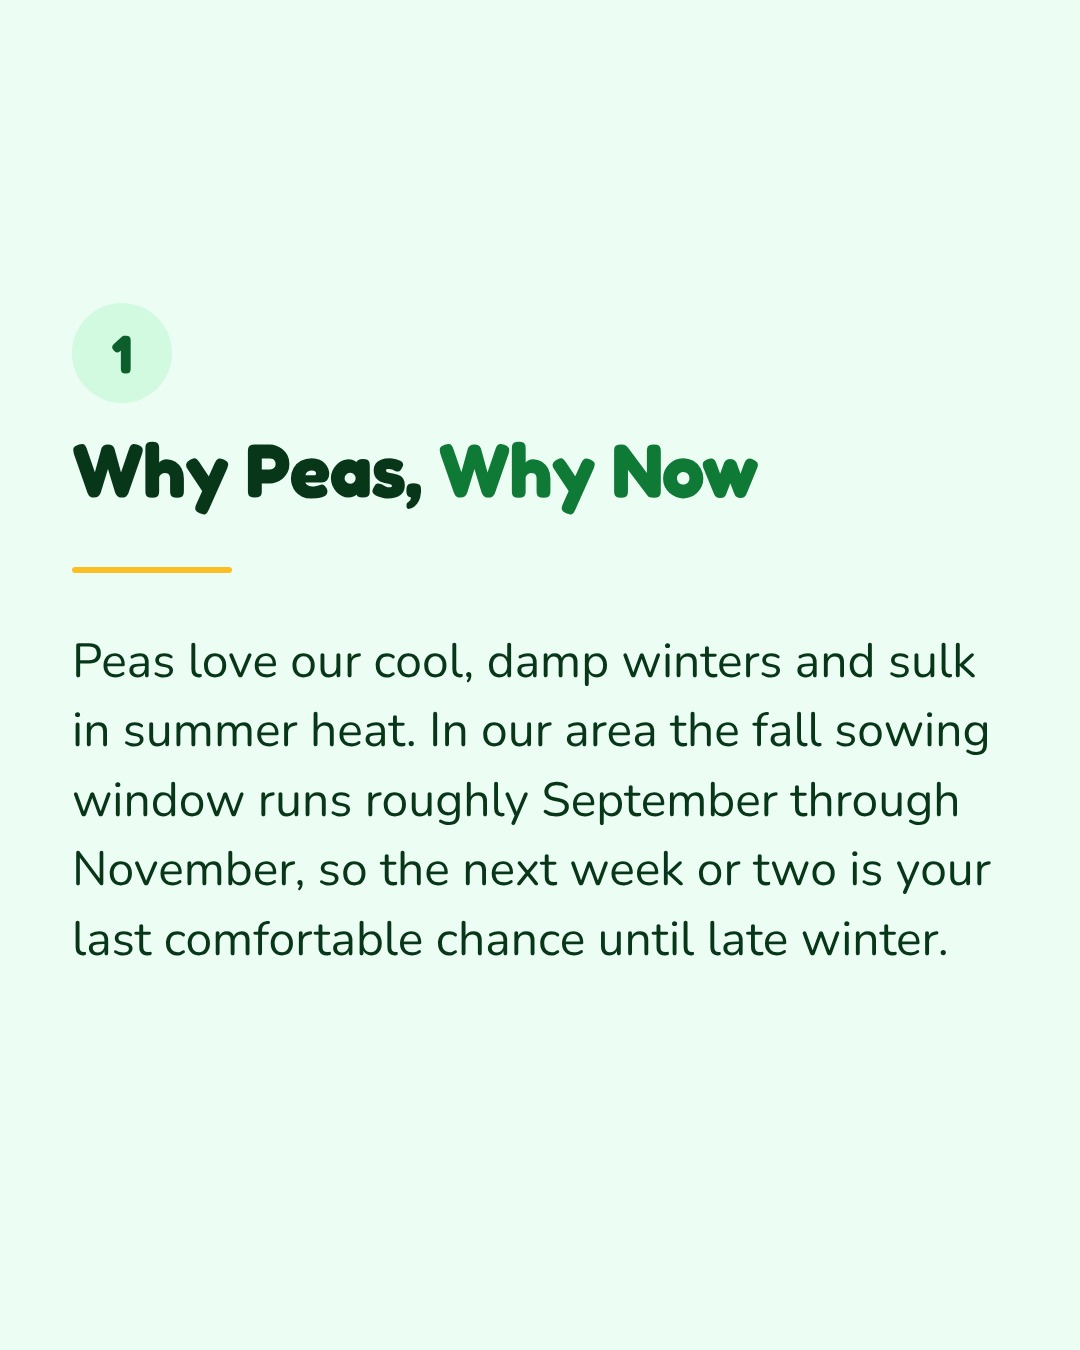 1
Why Peas, Why Now
Peas love our cool, damp winters and sulk
in summer heat. In our area the fall sowing
window runs roughly September through
November, so the next week or two is your
last comfortable chance until late winter.